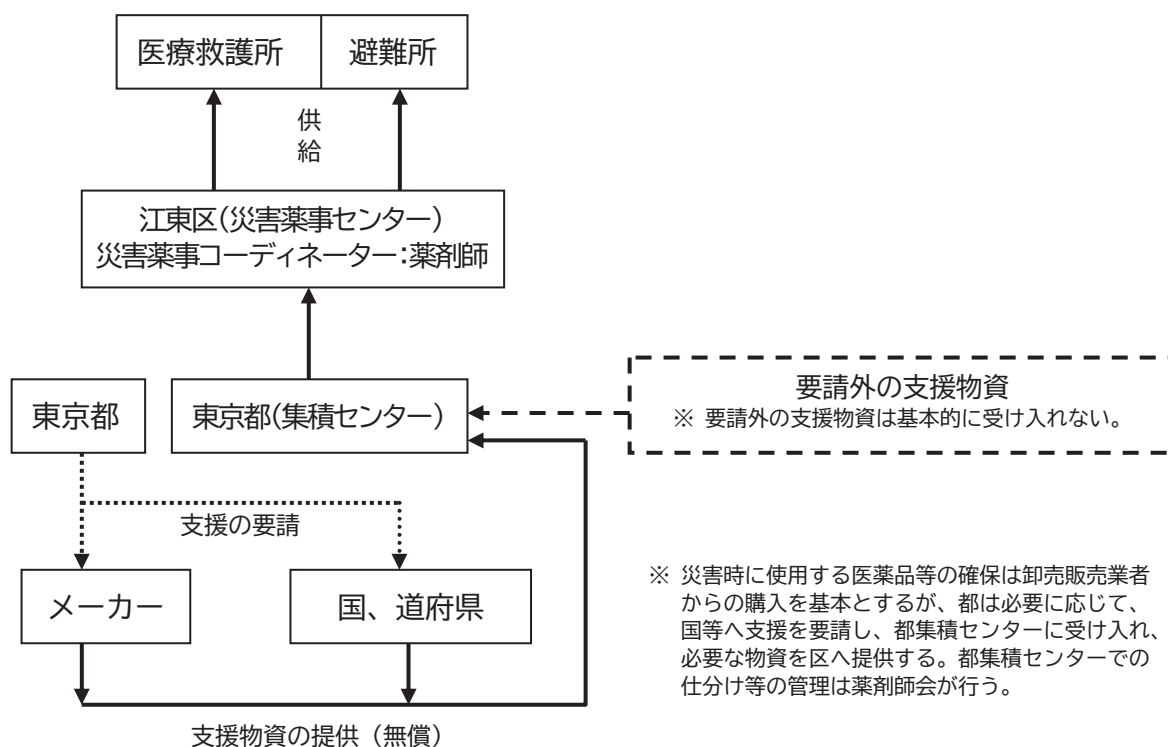 医療救護所
避難所
供
給
江東区(災害薬事センター)
災害薬事コーディネーター:薬剤師
東京都
東京都(集積センター)
要請外の支援物資
※ 要請外の支援物資は基本的に受け入れない。
支援の要請
メーカー
国、道府県
※ 災害時に使用する医薬品等の確保は卸売販売業者
からの購入を基本とするが、都は必要に応じて、
国等へ支援を要請し、都集積センターに受け入れ、
必要な物資を区へ提供する。都集積センターでの
仕分け等の管理は薬剤師会が行う。
支援物資の提供（無償）